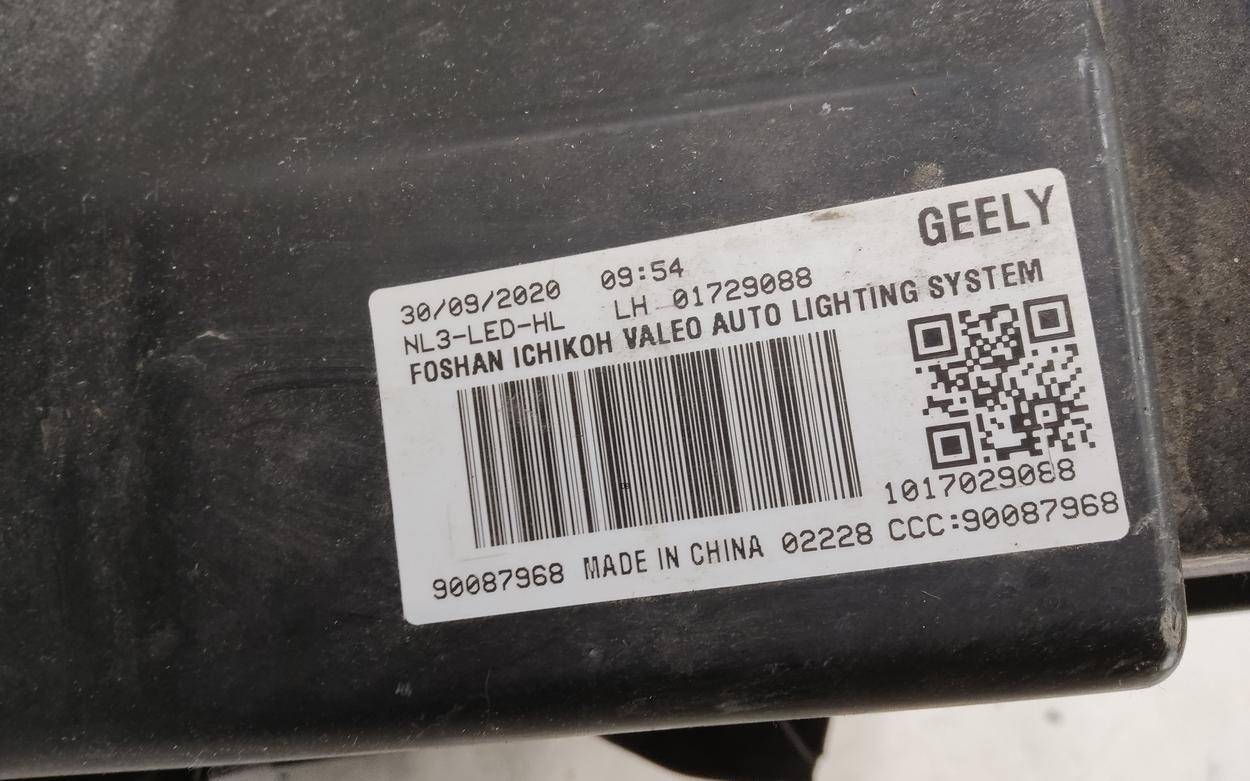 GEELY
30/09/2020 09:54
NL3-LED-HL LH 01729088
FOSHAN ICHIKOH VALEO AUTO LIGHTING SYSTEM
1017029088
90087968 MADE IN CHINA 02228 CCC:90087968